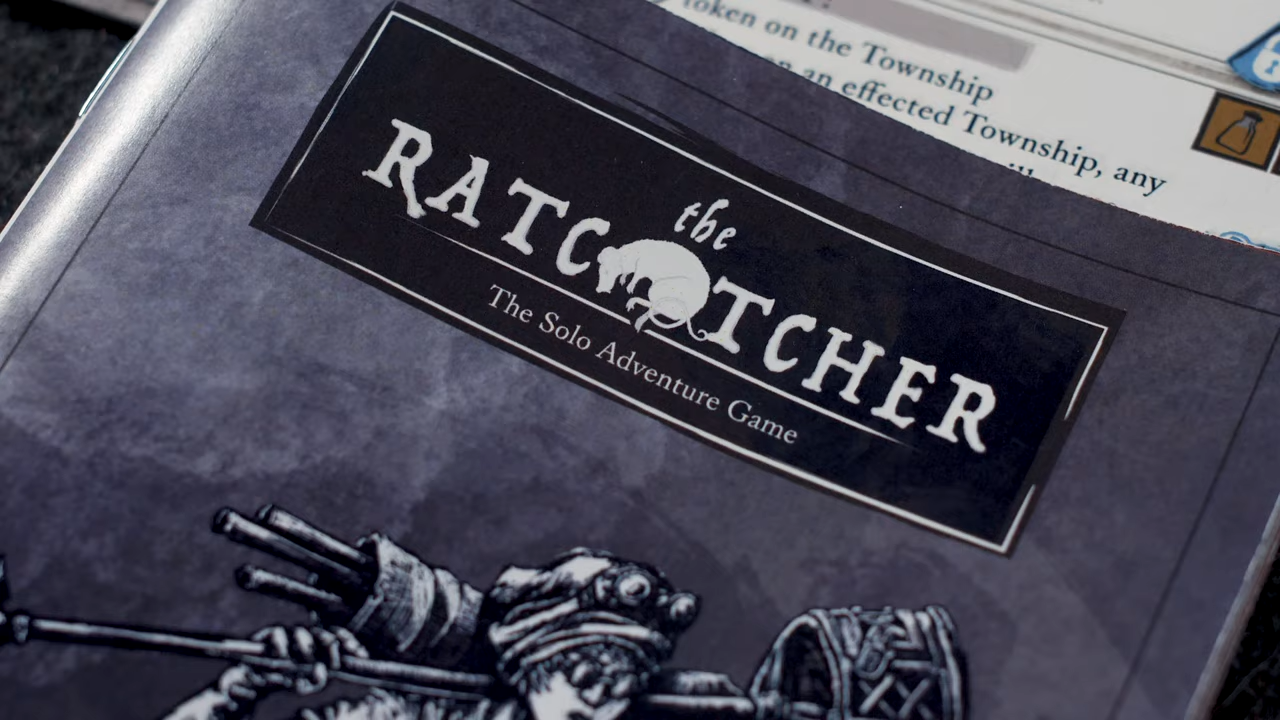 token on the Township
an effected Township, any
the
RATCATCHER
The Solo Adventure Game